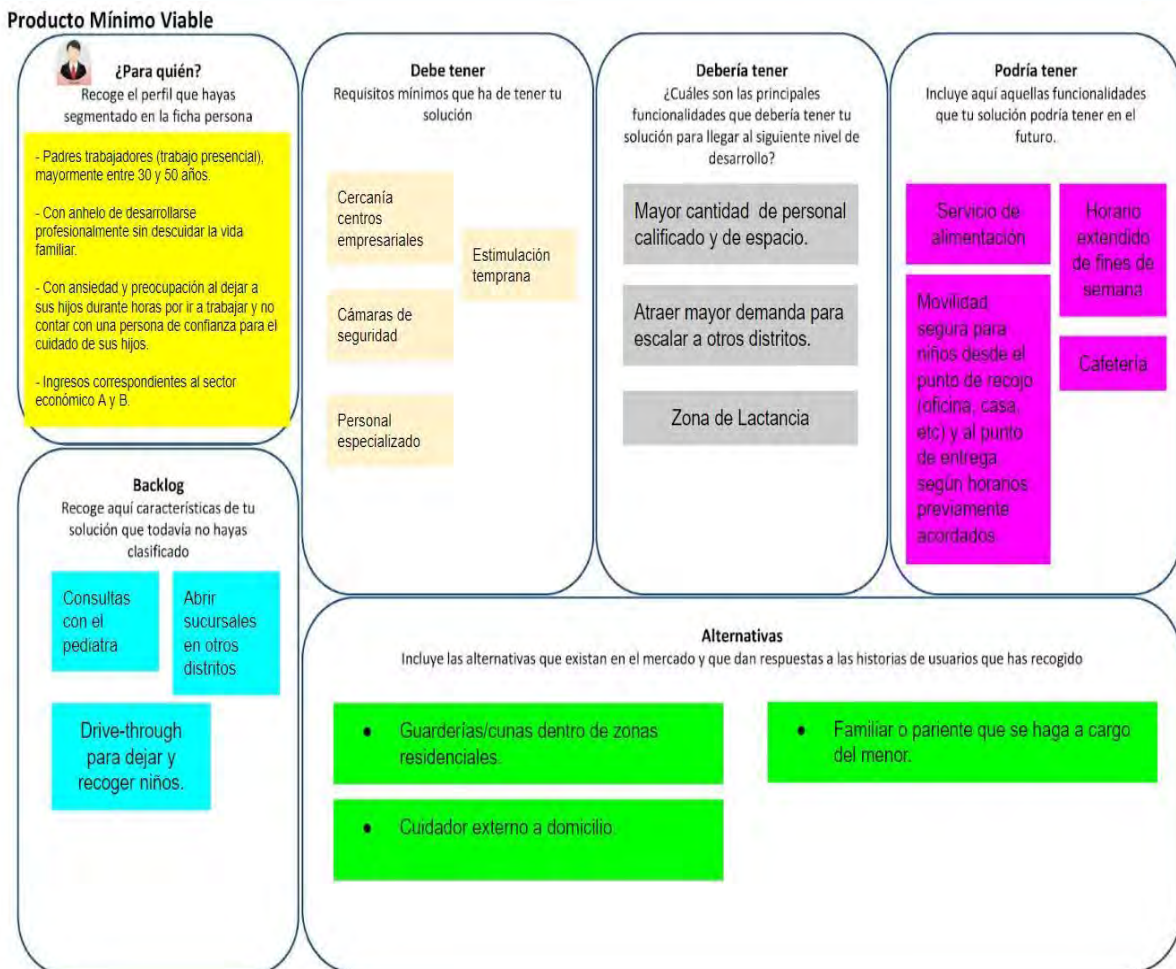 Producto Mínimo Viable
¿Para quién?
Recoge el perfil que hayas
segmentado en la ficha persona
- Padres trabajadores (trabajo presencial),
mayormente entre 30 y 50 años.
- Con anhelo de desarrollarse
profesionalmente sin descuidar la vida
familiar.
- Con ansiedad y preocupación al dejar a
sus hijos durante horas por ir a trabajar y no
contar con una persona de confianza para el
cuidado de sus hijos.
- Ingresos correspondientes al sector
económico A y B.
Debe tener
Requisitos mínimos que ha de tener tu
solución
Cercanía
centros
empresariales
Estimulación
temprana
Cámaras de
seguridad
Personal
especializado
Debería tener
¿Cuáles son las principales
funcionalidades que debería tener tu
solución para llegar al siguiente nivel de
desarrollo?
Mayor cantidad de personal
calificado y de espacio.
Atraer mayor demanda para
escalar a otros distritos.
Zona de Lactancia
Podría tener
Incluye aquí aquellas funcionalidades
que tu solución podría tener en el
futuro.
Servicio de
alimentación
Horario
extendido
de fines de
semana
Movilidad
segura para
niños desde el
punto de recojo
(oficina, casa,
etc) y al punto
de entrega
según horarios
previamente
acordados
Cafetería
Backlog
Recoge aquí características de tu
solución que todavía no hayas
clasificado
Consultas
con el
pediatra
Abrir
sucursales
en otros
distritos
Drive-through
para dejar y
recoger niños.
Alternativas
Incluye las alternativas que existan en el mercado y que dan respuestas a las historias de usuarios que has recogido
● Guarderías/cunas dentro de zonas
residenciales.
● Familiar o pariente que se haga a cargo
del menor.
● Cuidador externo a domicilio.